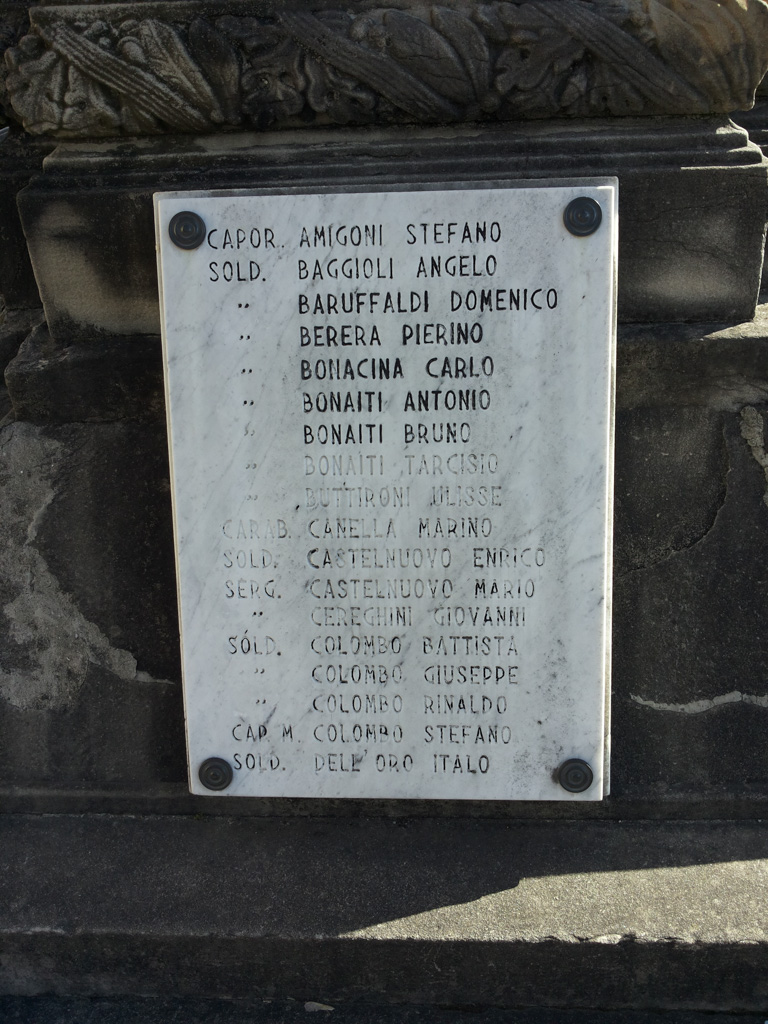 CAPOR. AMIGONI STEFANO
SOLD. BAGGIOLI ANGELO
" BARUFFALDI DOMENICO
" BERERA PIERINO
" BONACINA CARLO
" BONAITI ANTONIO
" BONAITI BRUNO
" BONAITI TARCISIO
" BUTTIRONI ULISSE
CARAB. CANELLA MARINO
SOLD. CASTELNUOVO ENRICO
SERG. CASTELNUOVO MARIO
" CEREGHINI GIOVANNI
SOLD. COLOMBO BATTISTA
" COLOMBO GIUSEPPE
" COLOMBO RINALDO
CAP. M. COLOMBO STEFANO
SOLD. DELL'ORO ITALO